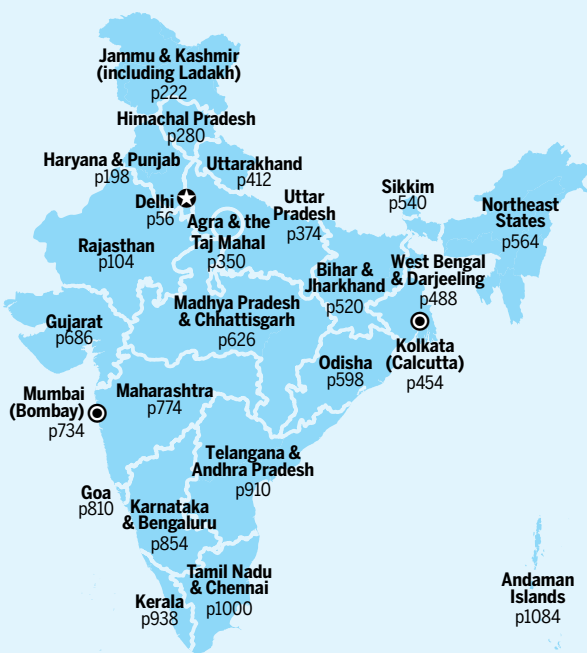 Jammu & Kashmir
(including Ladakh)
p222
Himachal Pradesh
p280
Haryana & Punjab
p198
Uttarakhand
p412
Delhi
p56
Agra & the
Taj Mahal
p350
Uttar
Pradesh
p374
Sikkim
p540
Northeast
States
p564
Rajasthan
p104
Bihar &
Jharkhand
p520
West Bengal
& Darjeeling
p488
Gujarat
p686
Madhya Pradesh
& Chhattisgarh
p626
Kolkata
(Calcutta)
p454
Odisha
p598
Mumbai
(Bombay)
p734
Maharashtra
p774
Telangana &
Andhra Pradesh
p910
Goa
p810
Karnataka
& Bengaluru
p854
Tamil Nadu
& Chennai
p1000
Kerala
p938
Andaman
Islands
p1084